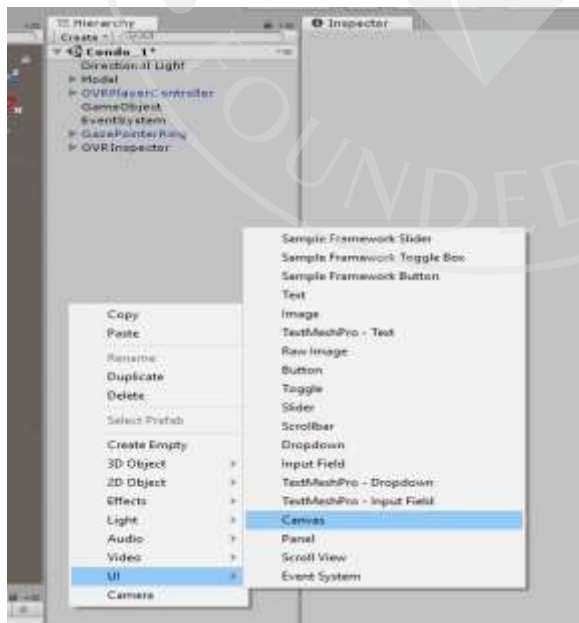 Hierarchy
Inspector
Create
Condo_1*
Directional Light
Model
OVRPlayerController
GameObject
EventSystem
GazePointerRing
OVRInspector
OUNDED
Copy
Paste
Rename
Duplicate
Delete
Select Prefab
Create Empty
3D Object
2D Object
Effects
Light
Audio
Video
UI
Camera
Sample Framework Slider
Sample Framework Toggle Box
Sample Framework Button
Text
Image
TextMeshPro - Text
Raw Image
Button
Toggle
Slider
Scrollbar
Dropdown
Input Field
TextMeshPro - Dropdown
TextMeshPro - Input Field
Canvas
Panel
Scroll View
Event System